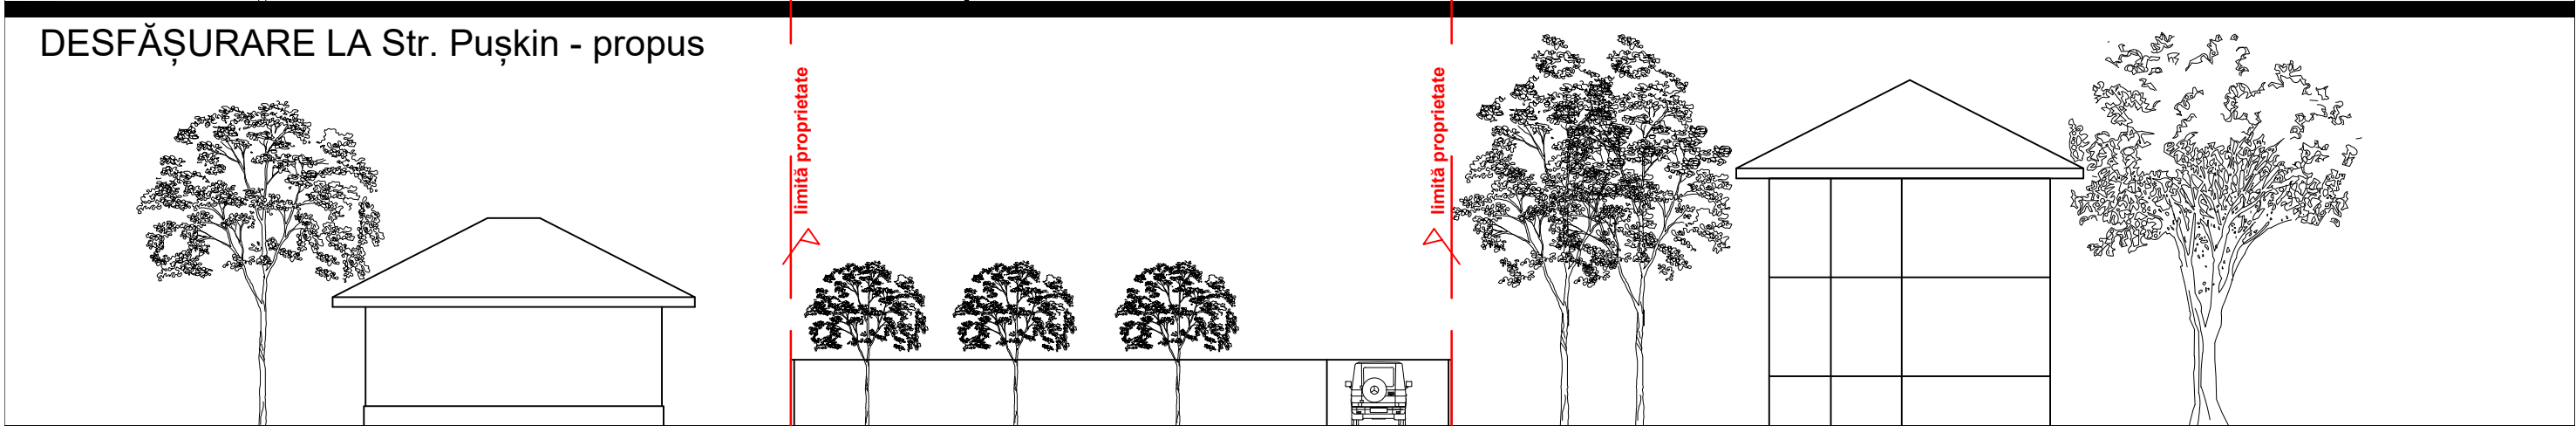 DESFĂȘURARE LA Str. Pușkin - propus
limită proprietate
limită proprietate